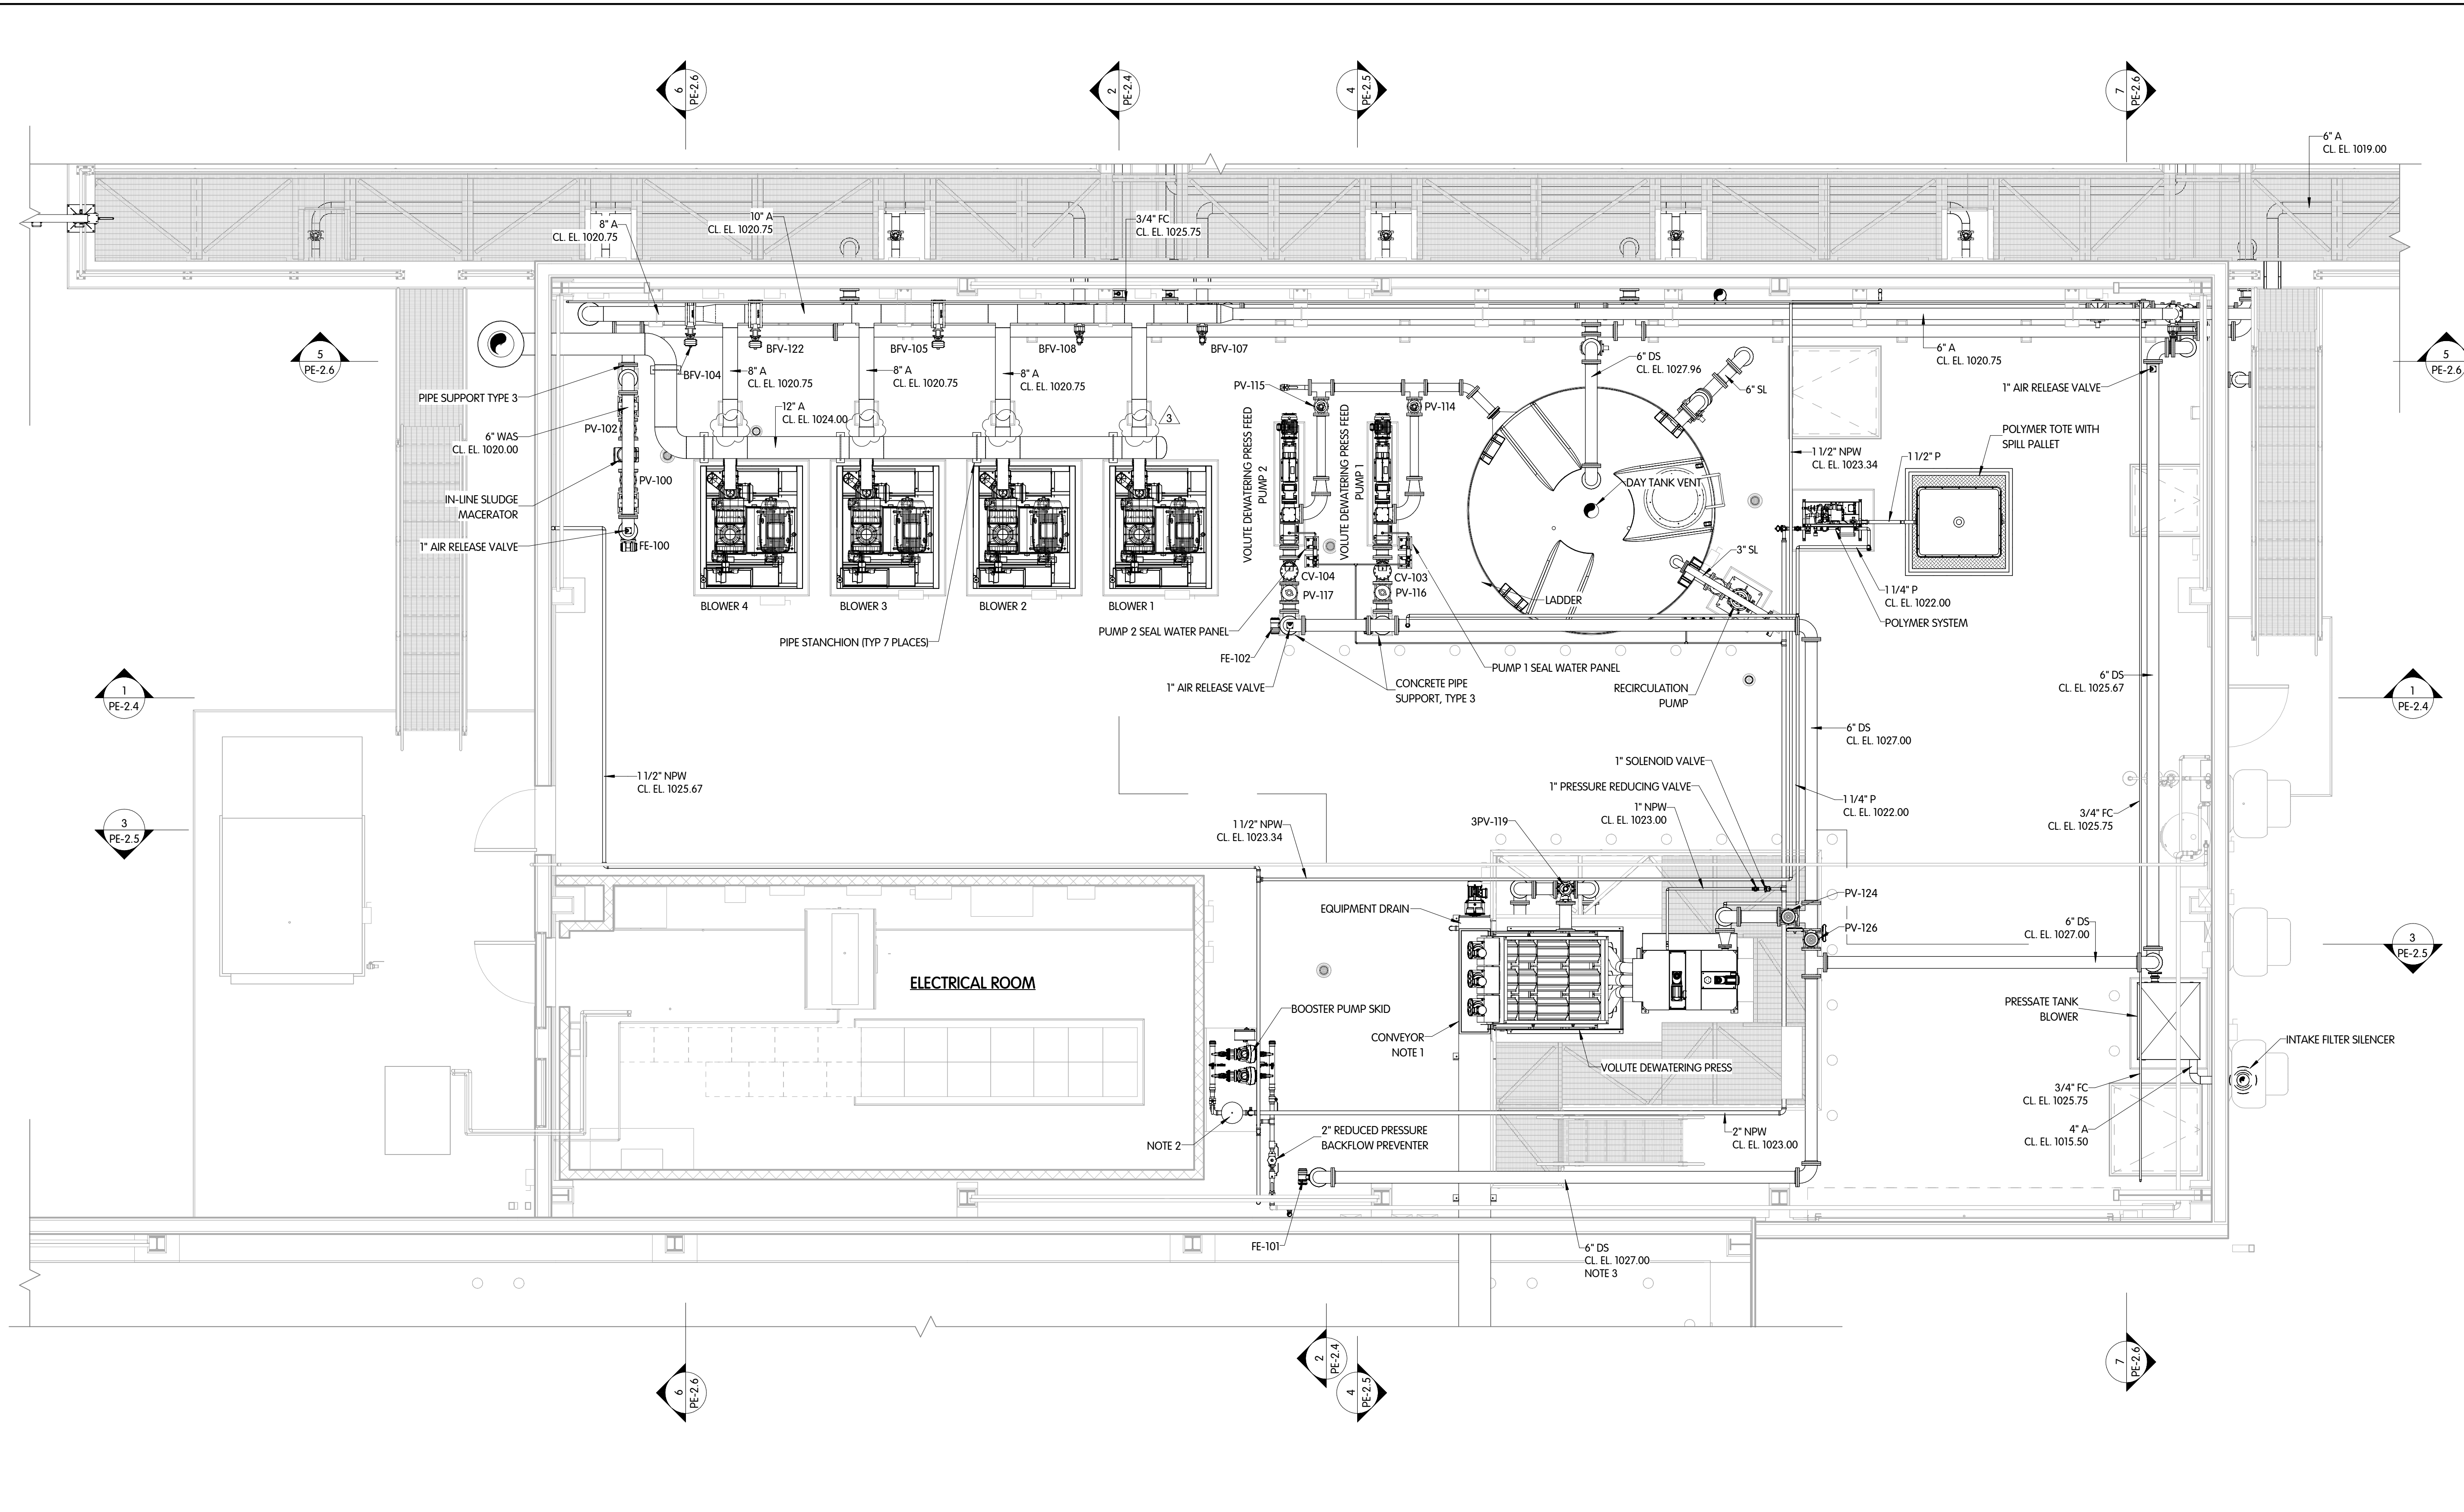 6
PE-2.6
2
PE-2.4
4
PE-2.5
7
PE-2.6
6" A
CL. EL. 1019.00
8" A
CL. EL. 1020.75
10" A
CL. EL. 1020.75
3/4" FC
CL. EL. 1025.75
5
PE-2.6
BFV-104
BFV-122
BFV-105
BFV-108
BFV-107
8" A
CL. EL. 1020.75
8" A
CL. EL. 1020.75
8" A
CL. EL. 1020.75
12" A
CL. EL. 1024.00
3
PIPE SUPPORT TYPE 3
6" WAS
CL. EL. 1020.00
PV-102
IN-LINE SLUDGE
MACERATOR
PV-100
1" AIR RELEASE VALVE
FE-100
PV-115
PV-114
VOLUTE DEWATERING PRESS FEED
PUMP 2
VOLUTE DEWATERING PRESS FEED
PUMP 1
6" DS
CL. EL. 1027.96
6" SL
6" A
CL. EL. 1020.75
1" AIR RELEASE VALVE
5
PE-2.6
DAY TANK VENT
1 1/2" NPW
CL. EL. 1023.34
1 1/2" P
POLYMER TOTE WITH
SPILL PALLET
3" SL
1 1/4" P
CL. EL. 1022.00
POLYMER SYSTEM
CV-104
PV-117
CV-103
PV-116
LADDER
BLOWER 4
BLOWER 3
BLOWER 2
BLOWER 1
PIPE STANCHION (TYP 7 PLACES)
PUMP 2 SEAL WATER PANEL
FE-102
1" AIR RELEASE VALVE
CONCRETE PIPE
SUPPORT, TYPE 3
PUMP 1 SEAL WATER PANEL
RECIRCULATION
PUMP
6" DS
CL. EL. 1025.67
1
PE-2.4
1
PE-2.4
6" DS
CL. EL. 1027.00
1 1/2" NPW
CL. EL. 1025.67
1" SOLENOID VALVE
1" PRESSURE REDUCING VALVE
1" NPW
CL. EL. 1023.00
1 1/4" P
CL. EL. 1022.00
3/4" FC
CL. EL. 1025.75
3
PE-2.5
1 1/2" NPW
CL. EL. 1023.34
3PV-119
PV-124
PV-126
6" DS
CL. EL. 1027.00
3
PE-2.5
EQUIPMENT DRAIN
ELECTRICAL ROOM
BOOSTER PUMP SKID
CONVEYOR
NOTE 1
VOLUTE DEWATERING PRESS
PRESSATE TANK
BLOWER
INTAKE FILTER SILENCER
3/4" FC
CL. EL. 1025.75
4" A
CL. EL. 1015.50
NOTE 2
2" REDUCED PRESSURE
BACKFLOW PREVENTER
2" NPW
CL. EL. 1023.00
FE-101
6" DS
CL. EL. 1027.00
NOTE 3
6
PE-2.6
2
PE-2.4
4
PE-2.5
7
PE-2.6